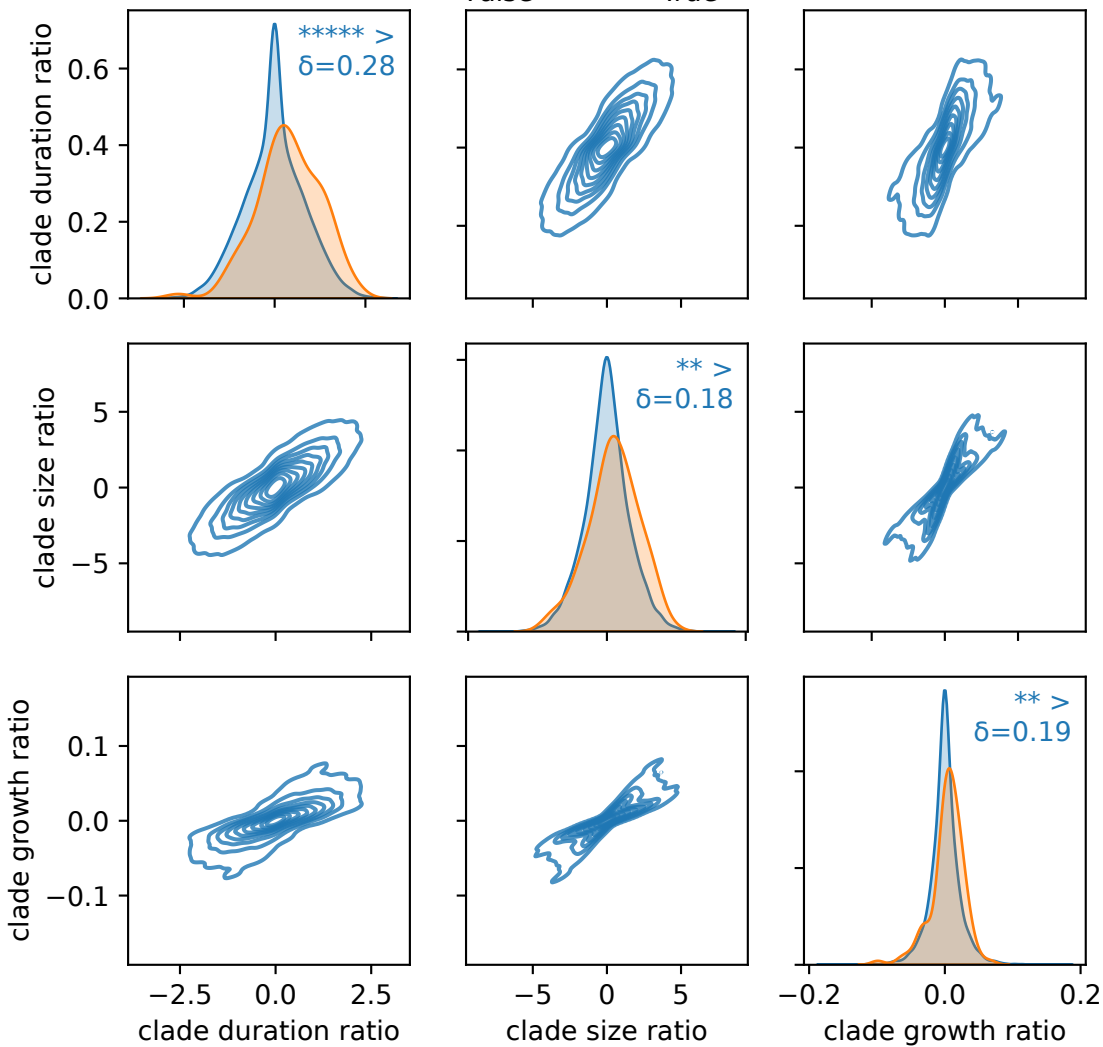 ***** >
δ=0.28
clade duration ratio
0.6
0.4
0.2
0.0
** >
δ=0.18
clade size ratio
5
0
−5
** >
δ=0.19
clade growth ratio
0.1
0.0
−0.1
−2.5 0.0 2.5 −5 0 5 −0.2 0.0 0.2
clade duration ratio clade size ratio clade growth ratio